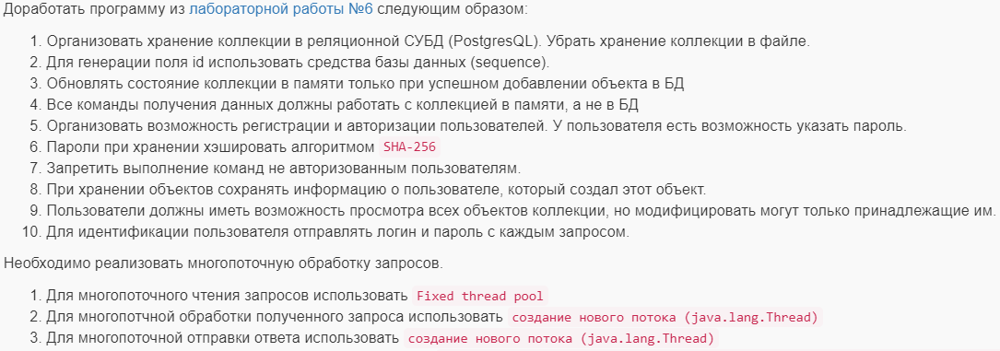 Доработать программу из лабораторной работы №6 следующим образом:
1. Организовать хранение коллекции в реляционной СУБД (PostgresQL). Убрать хранение коллекции в файле.
2. Для генерации поля id использовать средства базы данных (sequence).
3. Обновлять состояние коллекции в памяти только при успешном добавлении объекта в БД
4. Все команды получения данных должны работать с коллекцией в памяти, а не в БД
5. Организовать возможность регистрации и авторизации пользователей. У пользователя есть возможность указать пароль.
6. Пароли при хранении хэшировать алгоритмом SHA-256
7. Запретить выполнение команд не авторизованным пользователям.
8. При хранении объектов сохранять информацию о пользователе, который создал этот объект.
9. Пользователи должны иметь возможность просмотра всех объектов коллекции, но модифицировать могут только принадлежащие им.
10. Для идентификации пользователя отправлять логин и пароль с каждым запросом.
Необходимо реализовать многопоточную обработку запросов.
1. Для многопоточного чтения запросов использовать Fixed thread pool
2. Для многопотчной обработки полученного запроса использовать создание нового потока (java.lang.Thread)
3. Для многопоточной отправки ответа использовать создание нового потока (java.lang.Thread)